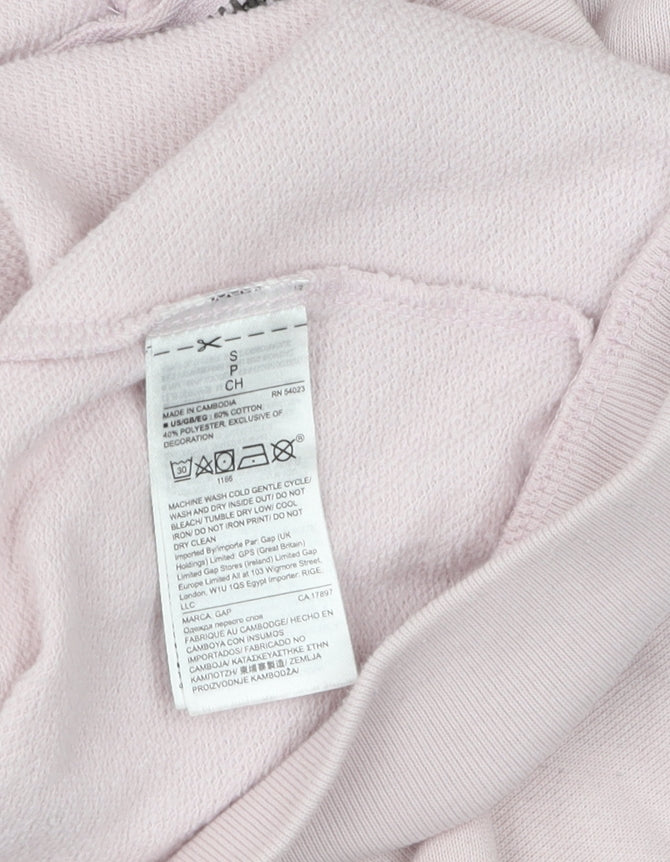 S
P
CH
RN 54023
MADE IN CAMBODIA
■ US/GB/EG : 60% COTTON,
40% POLYESTER, EXCLUSIVE OF
DECORATION
30
1166
MACHINE WASH COLD GENTLE CYCLE/
WASH AND DRY INSIDE OUT/ DO NOT
BLEACH/ TUMBLE DRY LOW/ COOL
IRON/ DO NOT IRON PRINT/ DO NOT
DRY CLEAN
Imported By/Importe Par: Gap (UK
Holdings) Limited. GPS (Great Britain)
Limited Gap Stores (Ireland) Limited Gap
Europe Limited All at 103 Wigmore Street,
London, W1U 1QS Egypt Importer: RIGE,
LLC
CA 17897
MARCA: GAP
Одежда первого слоя
FABRIQUE AU CAMBODGE/ HECHO EN
CAMBOYA CON INSUMOS
IMPORTADOS/ FABRICADO NO
CAMBOJA/ ΚΑΤΑΣΚΕΥΑΣΤΗΚΕ ΣΤΗΝ
ΚΑΜΠΟΤΖΗ/ 柬埔寨製造/ ZEMLJA
PROIZVODNJE KAMBODŽA/